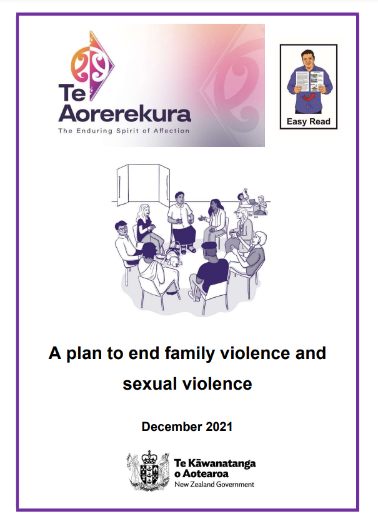 Te
Aorerekura
The Enduring Spirit of Affection
Easy Read
A plan to end family violence and
sexual violence
December 2021
Te Kāwanatanga
o Aotearoa
New Zealand Government